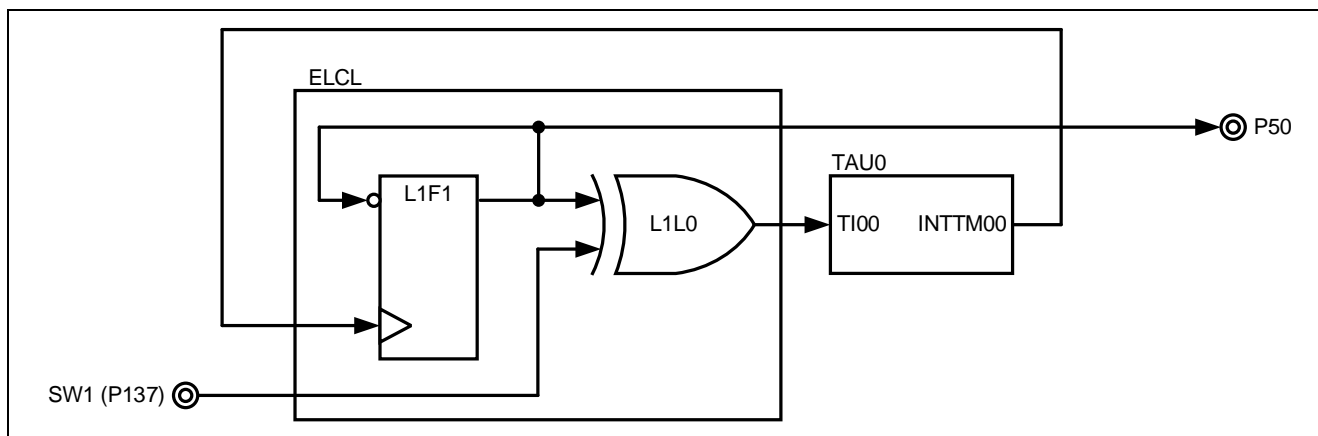 ELCL
P50
TAU0
L1F1
L1L0
TI00 INTTM00
SW1 (P137)